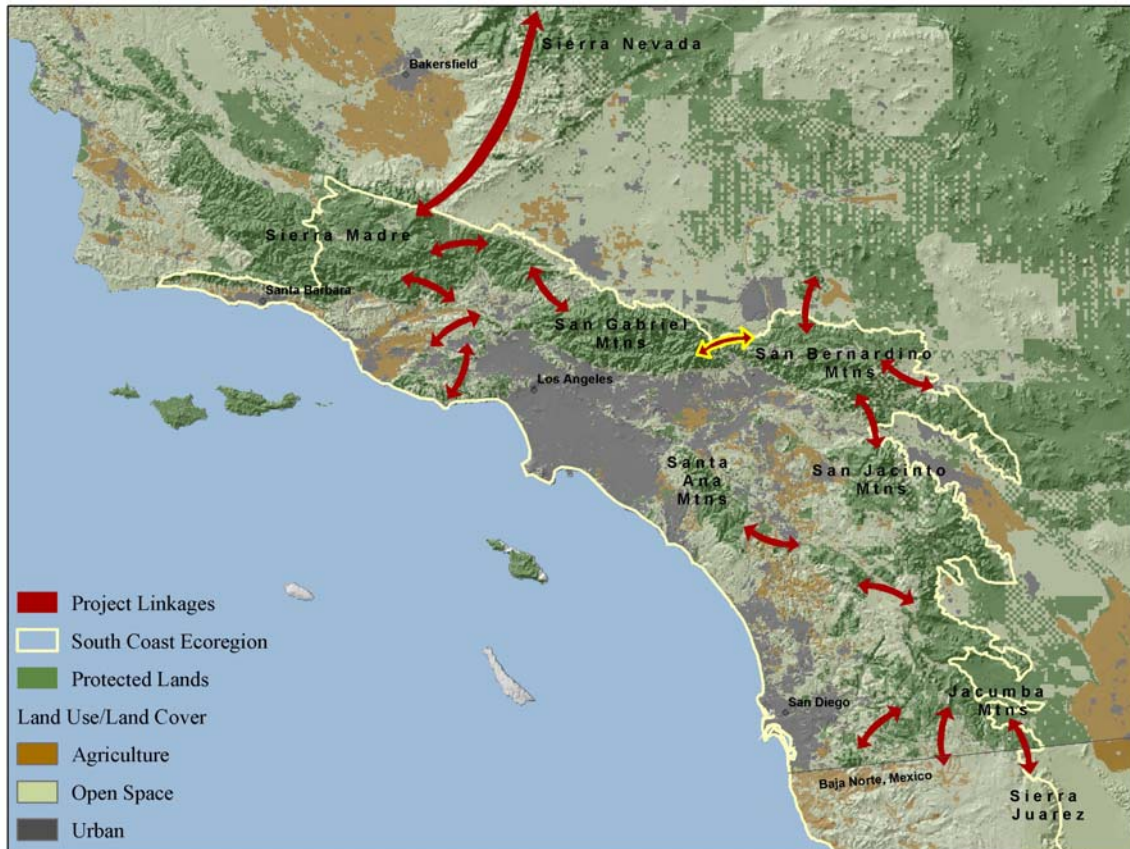 Sierra Nevada
Bakersfield
Sierra Madre
Santa Barbara
San Gabriel
Mtns
San Bernardino
Mtns
Los Angeles
Santa
Ana
Mtns
San Jacinto
Mtns
Project Linkages
South Coast Ecoregion
Protected Lands
Land Use/Land Cover
Agriculture
Open Space
Urban
Jacumba
Mtns
San Diego
Baja Norte, Mexico
Sierra
Juarez